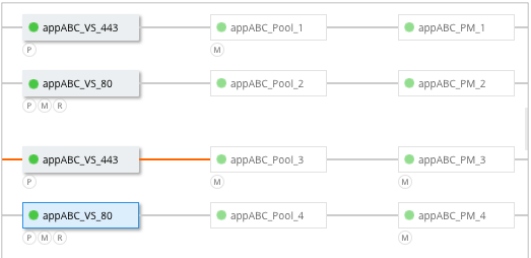 appABC_VS_443 appABC_Pool_1 appABC_PM_1
P M
appABC_VS_80 appABC_Pool_2 appABC_PM_2
P M R
appABC_VS_443 appABC_Pool_3 appABC_PM_3
P M M
appABC_VS_80 appABC_Pool_4 appABC_PM_4
P M R M